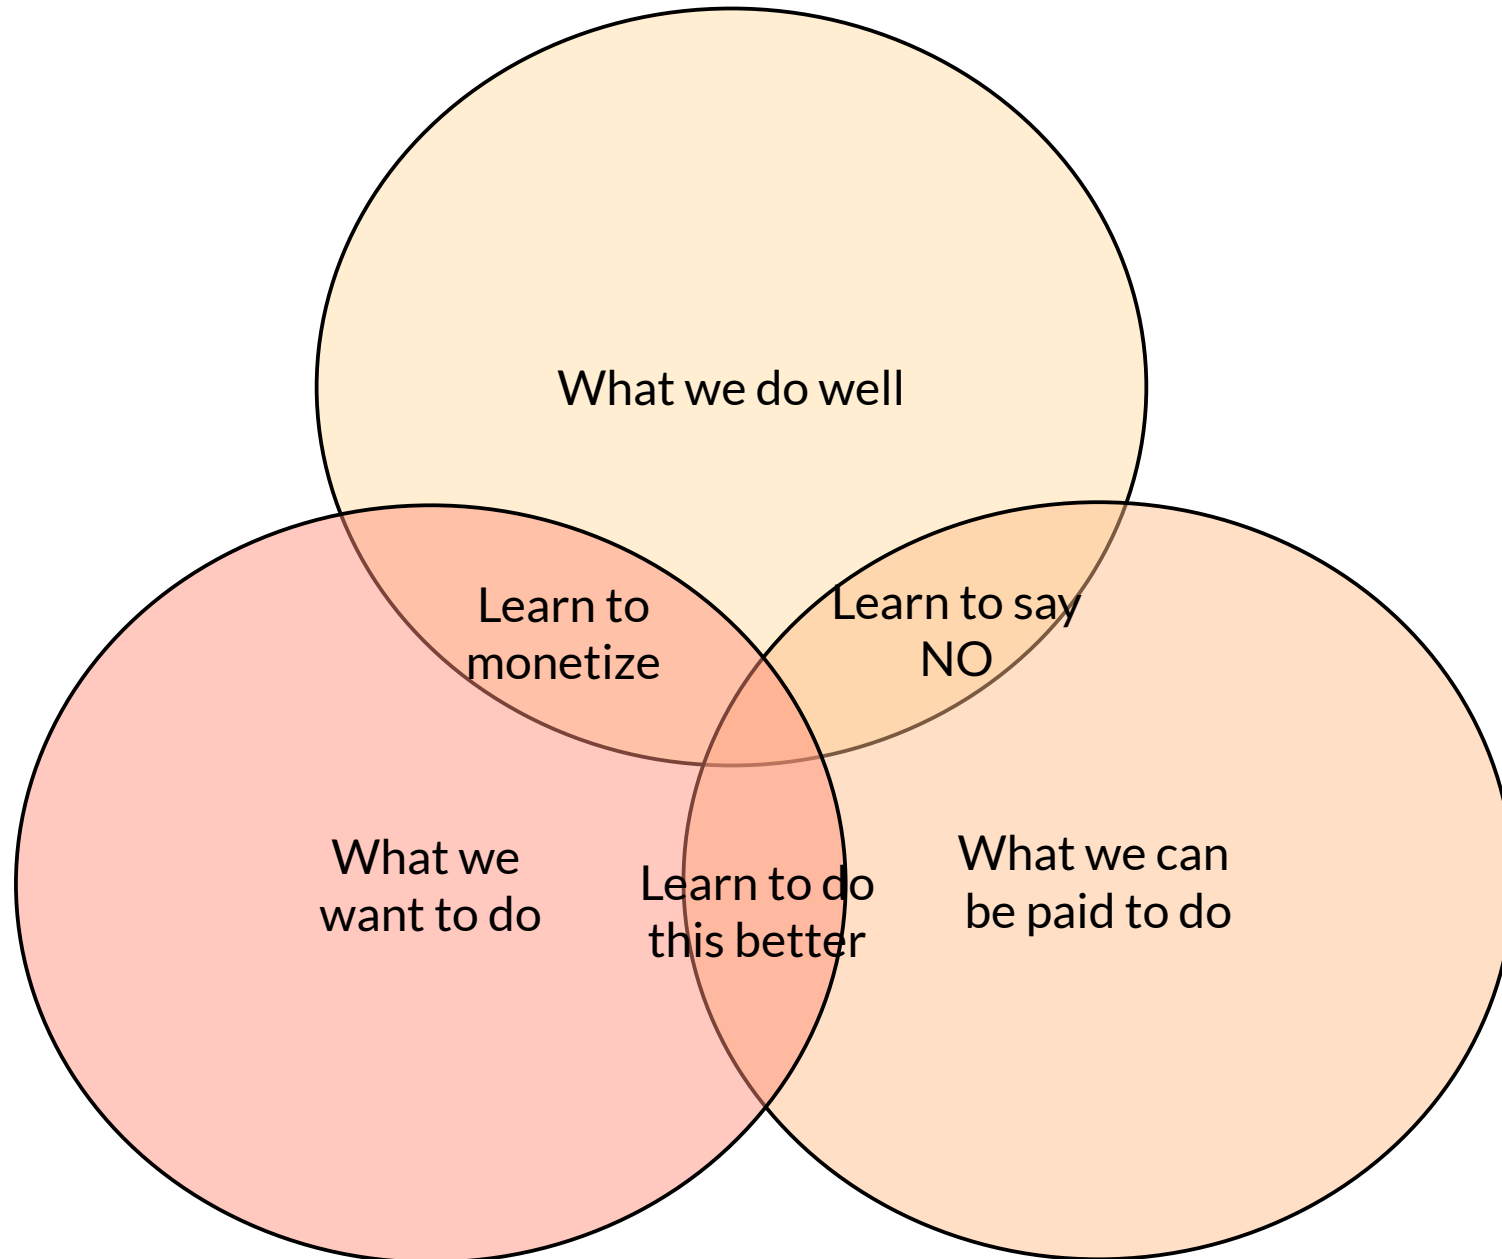 What we do well
Learn to
monetize
Learn to say
NO
What we
want to do
Learn to do
this better
What we can
be paid to do